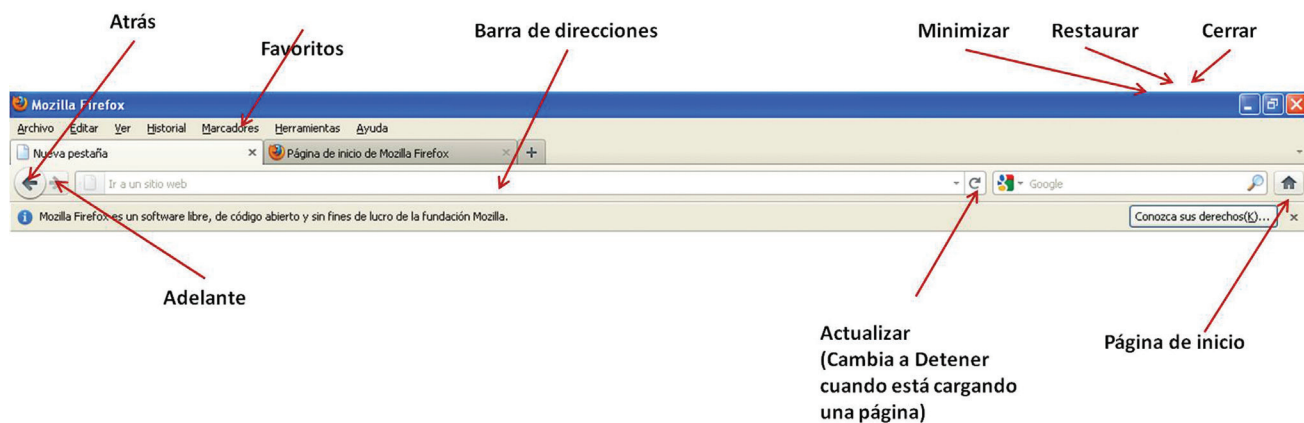 Atrás
Favoritos
Barra de direcciones
Minimizar
Restaurar
Cerrar
Mozilla Firefox
Archivo Editar Ver Historial Marcadores Herramientas Ayuda
Nueva pestaña
Página de inicio de Mozilla Firefox
Ir a un sitio web
Google
Mozilla Firefox es un software libre, de código abierto y sin fines de lucro de la fundación Mozilla.
Conozca sus derechos(K)...
Adelante
Actualizar
(Cambia a Detener
cuando está cargando
una página)
Página de inicio